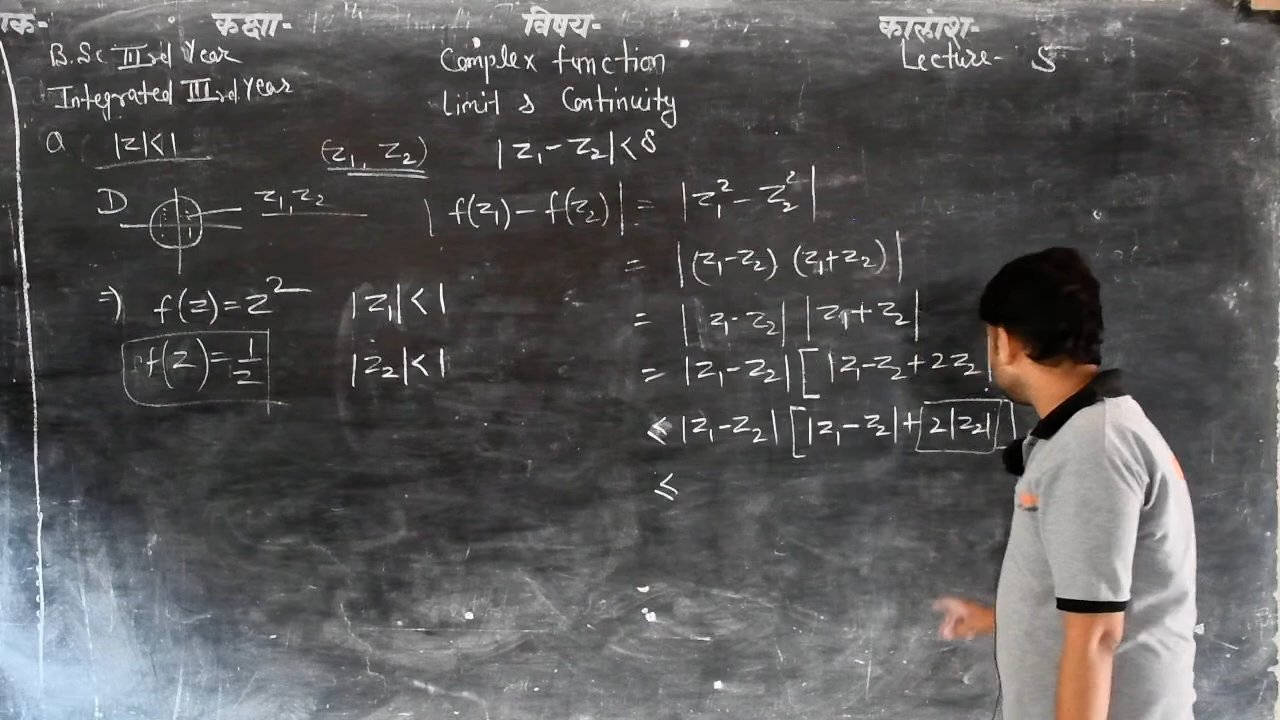 क- कक्षा- 12th विषय- कालांश-
B.Sc IIIrd Year Complex function Lecture- 5
Integrated IIIrd Year Limit & Continuity
Q |z|<1 (z₁, z₂) |z₁-z₂|<δ
D z₁, z₂ |f(z₁)-f(z₂)| = |z₁²-z₂²|
= |(z₁-z₂) (z₁+z₂)|
⇒) f(z)=z² |z₁|<1 = |z₁-z₂| |z₁+z₂|
f(z)=1/z |z₂|<1 = |z₁-z₂| [|z₁-z₂+2z₂
≤ |z₁-z₂| [|z₁-z₂|+2|z₂|]
≤